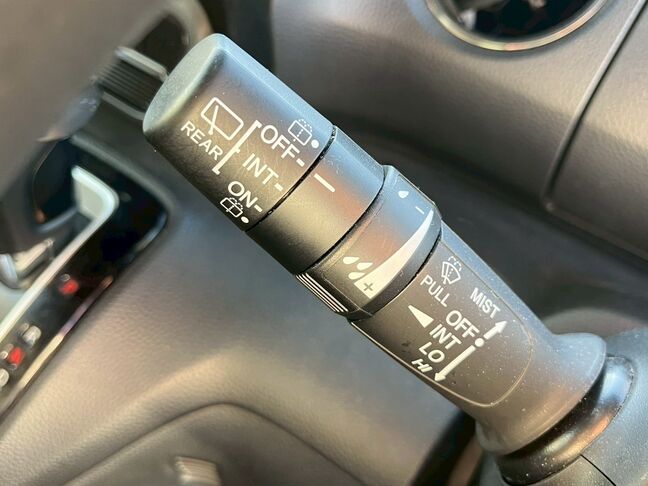 REAR
OFF-
INT-
ON-
-
+
PULL
MIST
OFF
INT
LO
HI
R